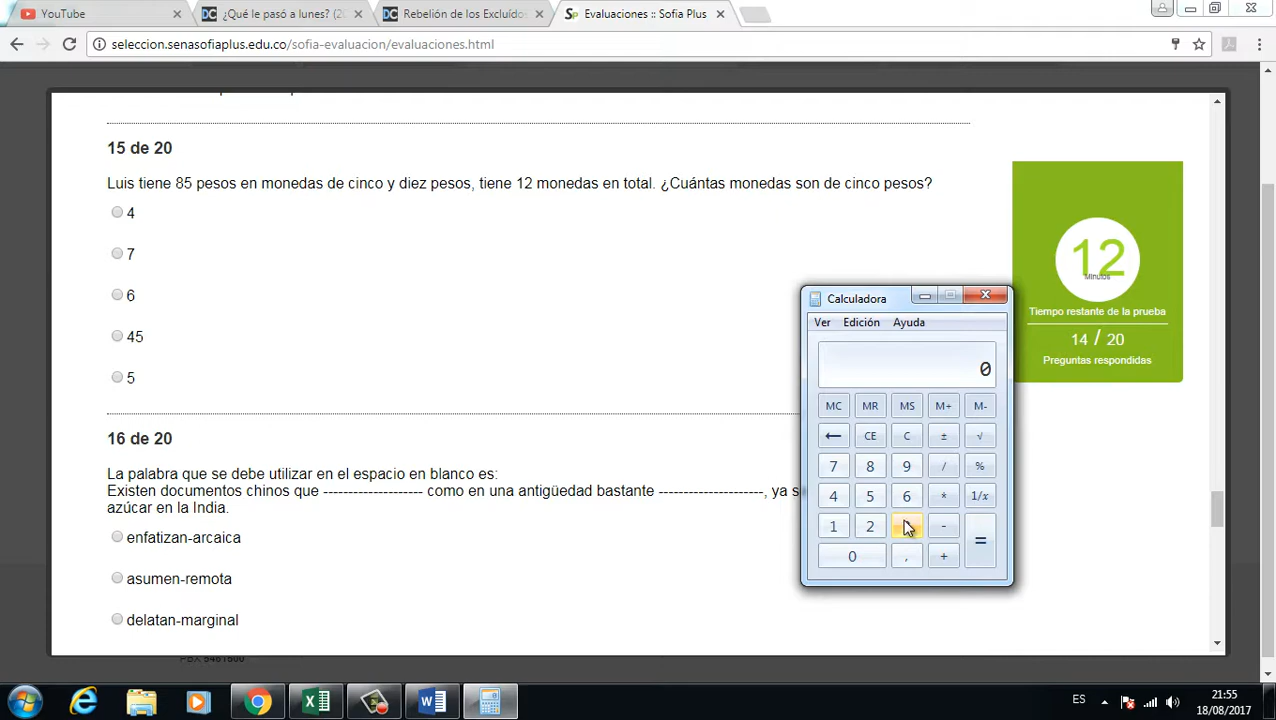 YouTube
¿Qué le pasó a lunes? (20
Rebelión de los Excluídos
Evaluaciones :: Sofia Plus
seleccion.senasofiaplus.edu.co/sofia-evaluacion/evaluaciones.html
15 de 20
Luis tiene 85 pesos en monedas de cinco y diez pesos, tiene 12 monedas en total. ¿Cuántas monedas son de cinco pesos?
4
7
6
45
5
12
Minutos
Tiempo restante de la prueba
14 / 20
Preguntas respondidas
Calculadora
Ver Edición Ayuda
0
MC MR MS M+ M-
← CE C ± √
7 8 9 / %
4 5 6 * 1/x
1 2 - =
0 , +
16 de 20
La palabra que se debe utilizar en el espacio en blanco es:
Existen documentos chinos que -------------------- como en una antigüedad bastante ---------------------, ya s
azúcar en la India.
enfatizan-arcaica
asumen-remota
delatan-marginal
PBX 5461600
ES
21:55
18/08/2017